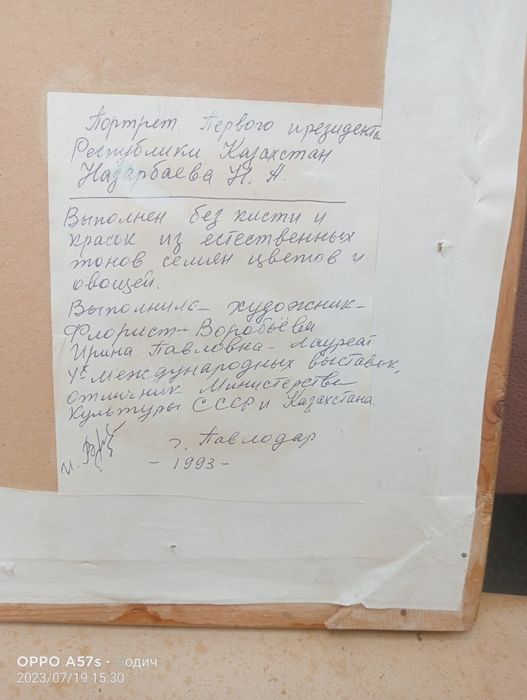 Портрет Первого президента
Республики Казахстан
Назарбаева Н. А.
Выполнен без кисти и
красок из естественных
тонов семян цветов и
овощей.
Выполнила - художник-
Флорист - Воробьёва
Ирина Павловна - Лауреат
4х международных выставок,
отличник Министерства
культуры СССР и Казахстана
г. Павлодар
- 1993 -
OPPO A57s · Родич
2023/07/19 15:30